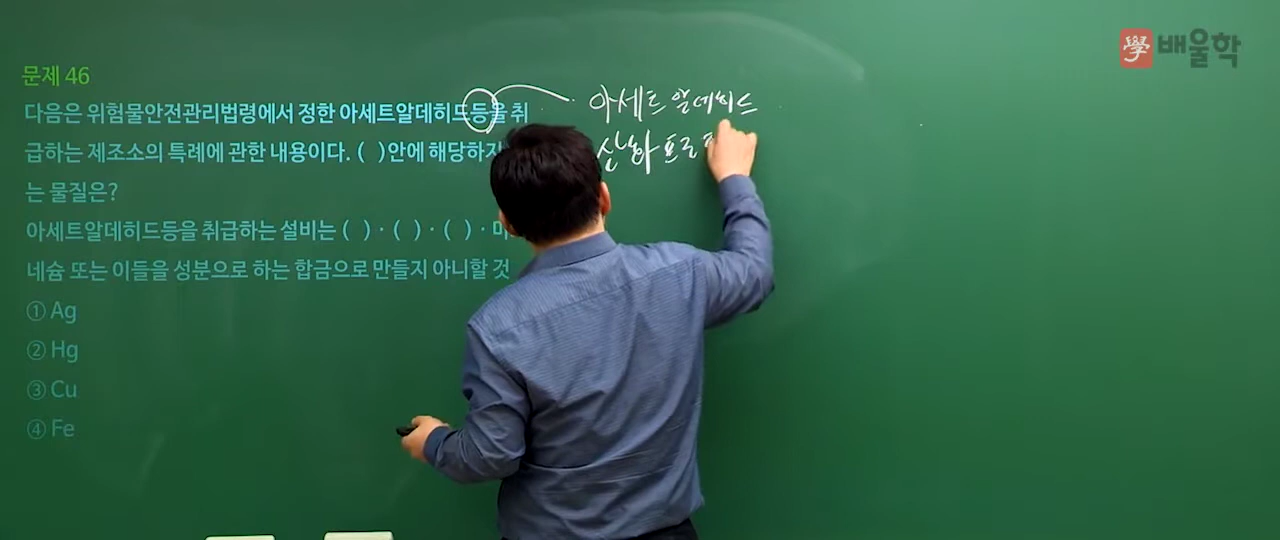 學 배울학
문제 46
다음은 위험물안전관리법령에서 정한 아세트알데히드등을 취
급하는 제조소의 특례에 관한 내용이다. ( )안에 해당하지
는 물질은?
아세트알데히드등을 취급하는 설비는 ( )·( )·( )·
네슘 또는 이들을 성분으로 하는 합금으로 만들지 아니할 것
① Ag
② Hg
③ Cu
④ Fe
아세트알데히드
산화프로